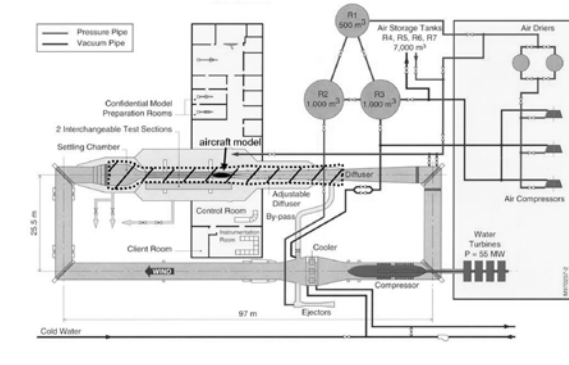 Pressure Pipe
Vacuum Pipe
R1
500 m³
Air Storage Tanks
R4, R5, R6, R7
7,000 m³
Air Driers
R2
1,000 m³
R3
1,000 m³
Confidential Model
Preparation Rooms
2 Interchangeable Test Sections
Settling Chamber
aircraft model
Diffuser
Adjustable
Diffuser
Air Compressors
Control Room
By-pass
Instrumentation
Room
Client Room
Cooler
Water
Turbines
P = 55 MW
25.5 m
WIND
Compressor
97 m
Ejectors
Cold Water